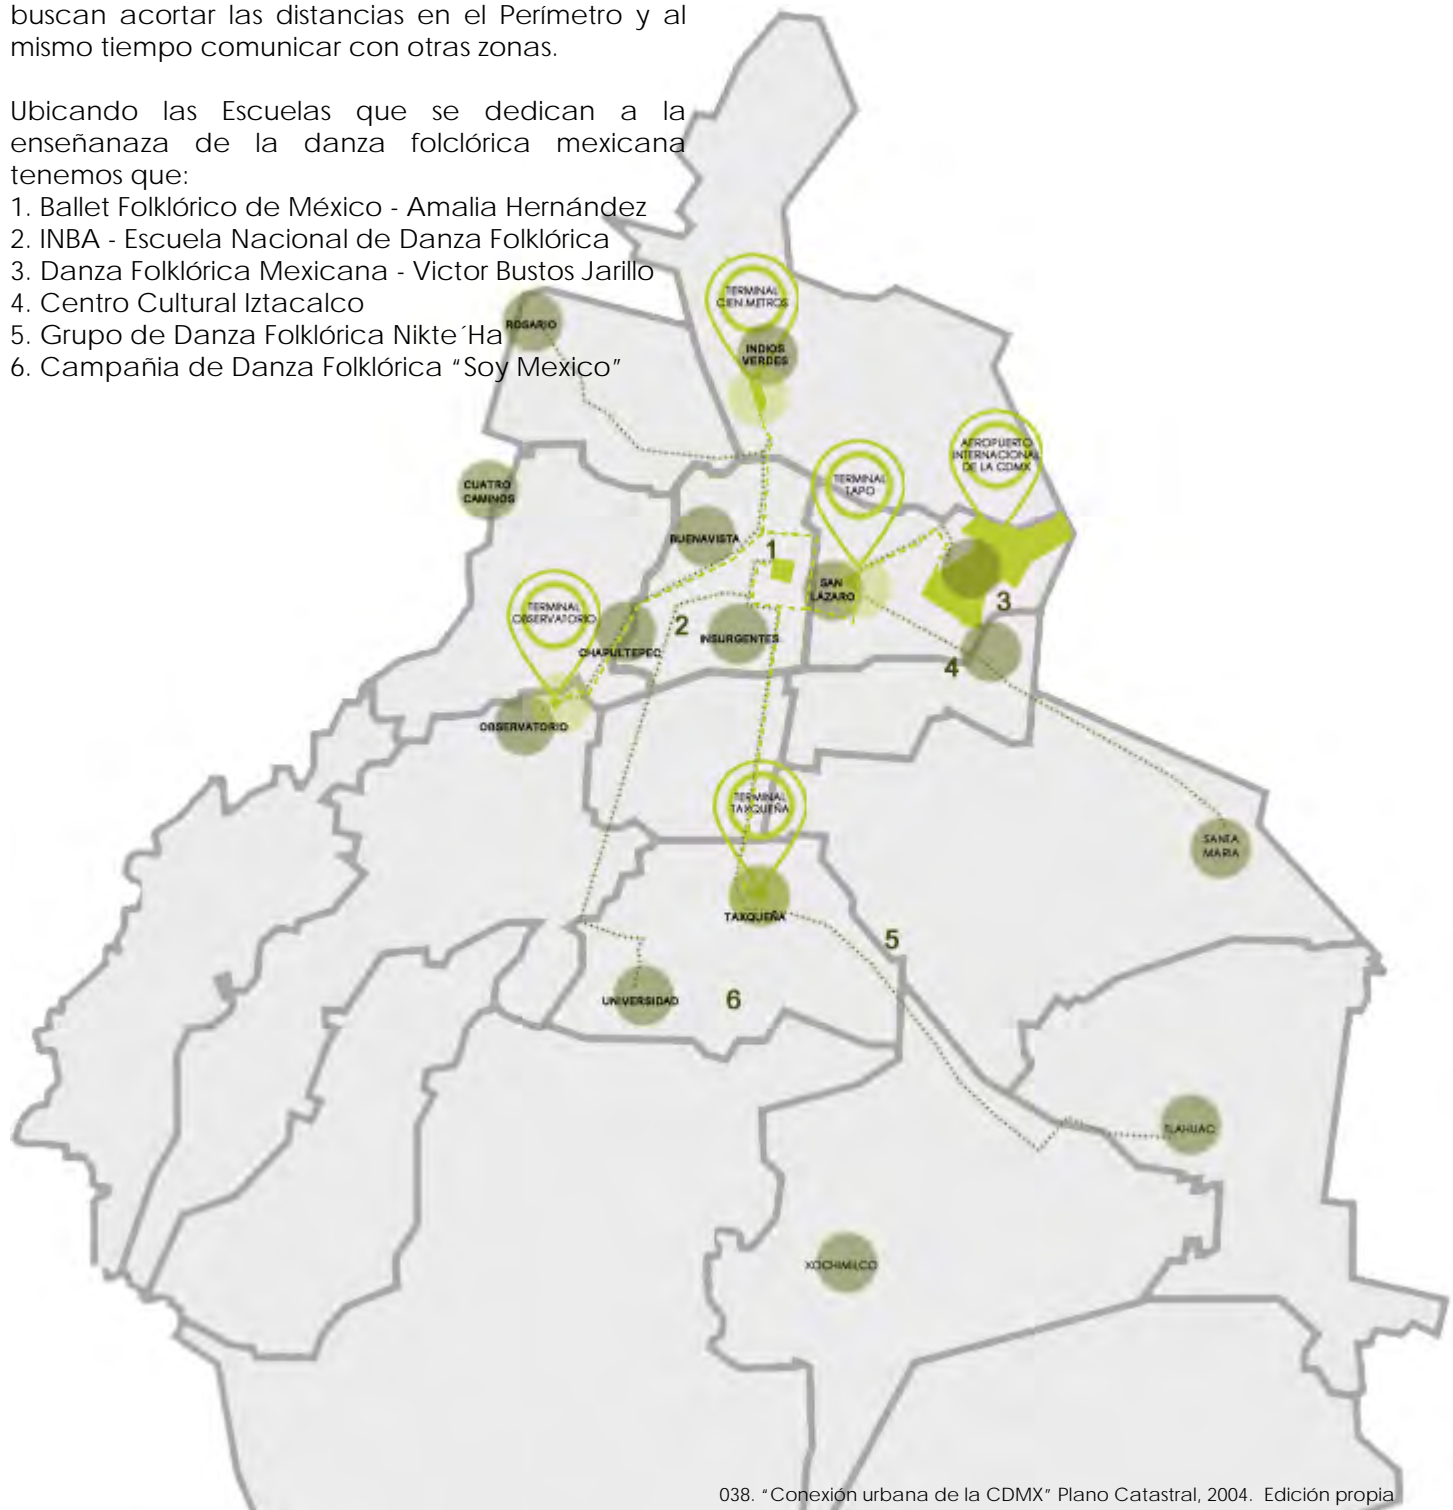 buscan acortar las distancias en el Perímetro y al
mismo tiempo comunicar con otras zonas.
Ubicando las Escuelas que se dedican a la
enseñanaza de la danza folclórica mexicana
tenemos que:
1. Ballet Folklórico de México - Amalia Hernández
2. INBA - Escuela Nacional de Danza Folklórica
3. Danza Folklórica Mexicana - Victor Bustos Jarillo
4. Centro Cultural Iztacalco
5. Grupo de Danza Folklórica Nikte´Ha
6. Campañia de Danza Folklórica “Soy Mexico”
TERMINAL
CIEN METROS
ROSARIO
INDIOS
VERDES
AEROPUERTO
INTERNACIONAL
DE LA CDMX
TERMINAL
TAPO
CUATRO
CAMINOS
BUENAVISTA
1
SAN
LÁZARO
3
TERMINAL
OBSERVATORIO
2
INSURGENTES
CHAPULTEPEC
4
OBSERVATORIO
TERMINAL
TAXQUEÑA
SANTA
MARIA
TAXQUEÑA
5
UNIVERSIDAD
6
TLAHUAC
XOCHIMILCO
038. “Conexión urbana de la CDMX” Plano Catastral, 2004. Edición propia